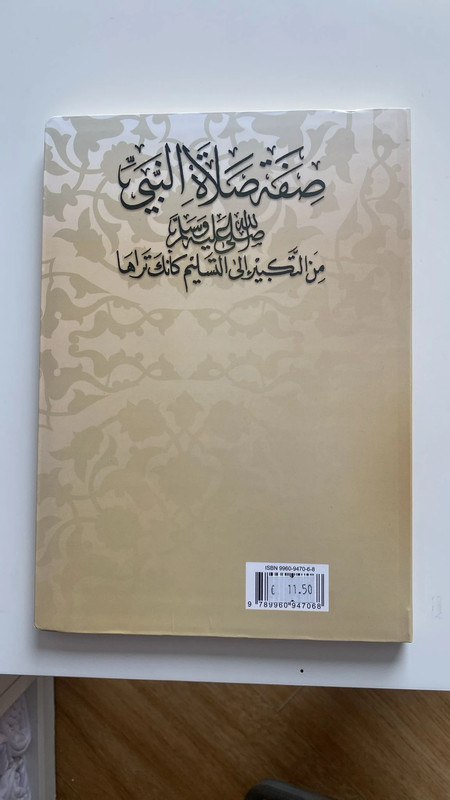 صِفَة صَلَاةِ النَّبِيِّ
صَلَّى اللهُ عَلَيْهِ وَسَلَّمَ
مِنَ التَّكْبِيرِ إِلَى التَّسْلِيمِ كَأَنَّكَ تَرَاهَا
ISBN 9960-9470-6-8
€ 11.50
9 789960 947068